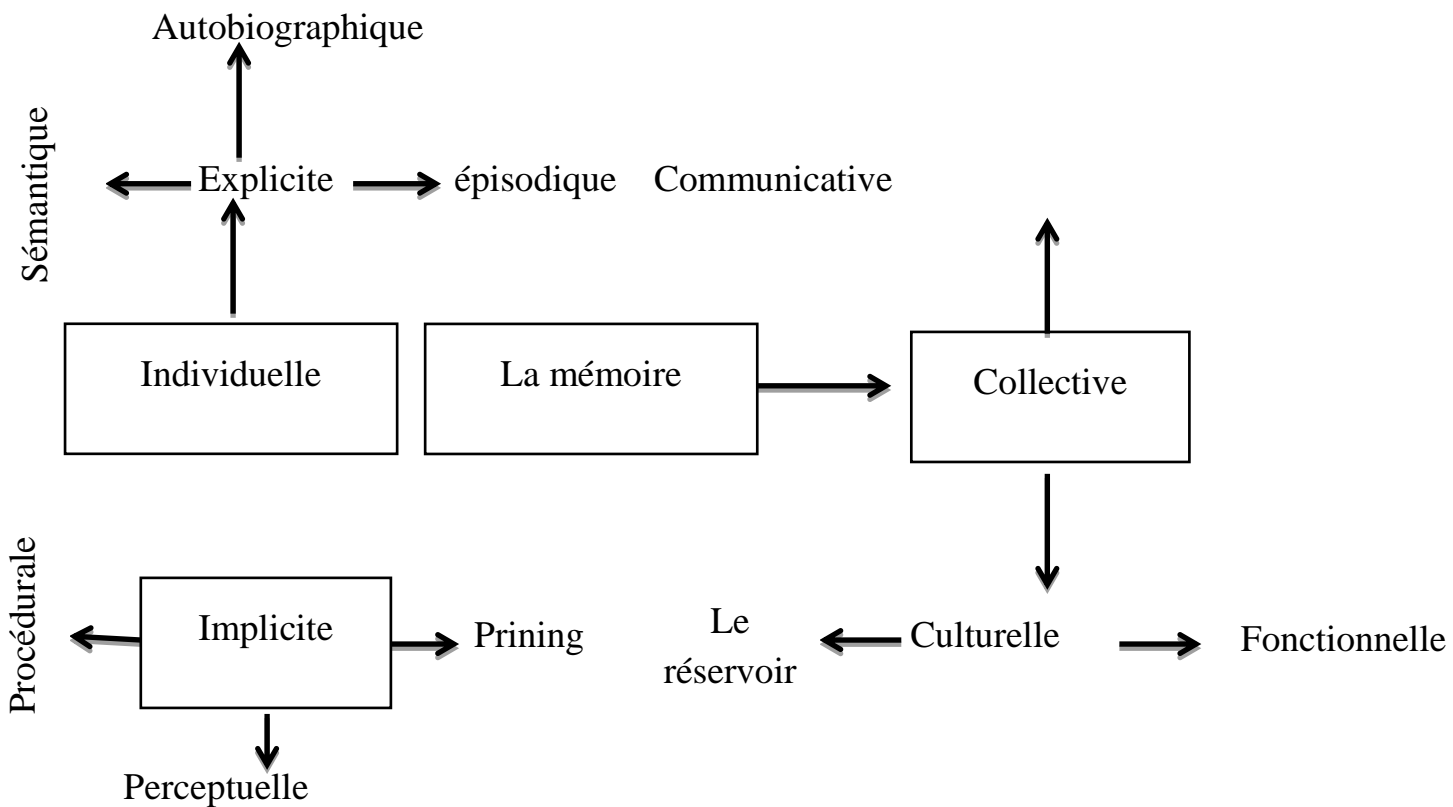 Autobiographique
Sémantique
Explicite
épisodique
Communicative
Individuelle
La mémoire
Collective
Procédurale
Implicite
Prining
Le
réservoir
Culturelle
Fonctionnelle
Perceptuelle